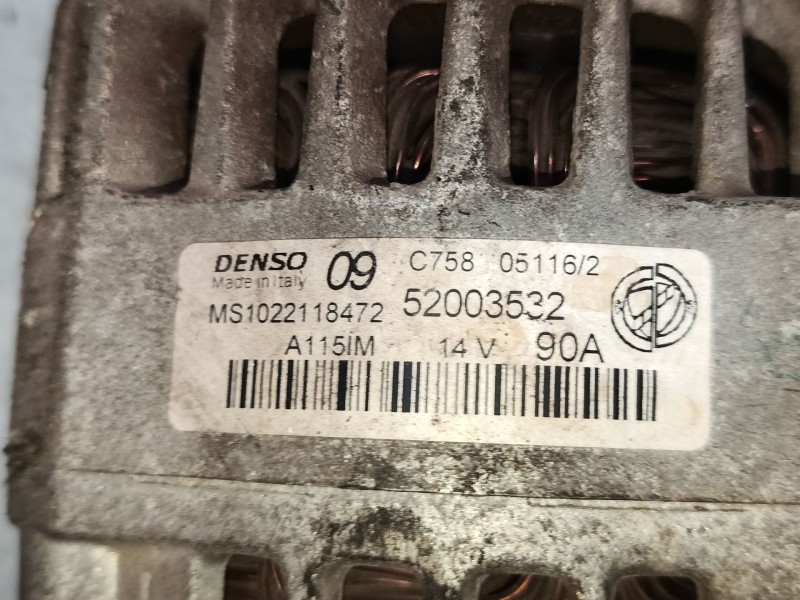 DENSO 09 C758 05116/2
Made in Italy
MS1022118472 52003532
A115IM 14 V 90A